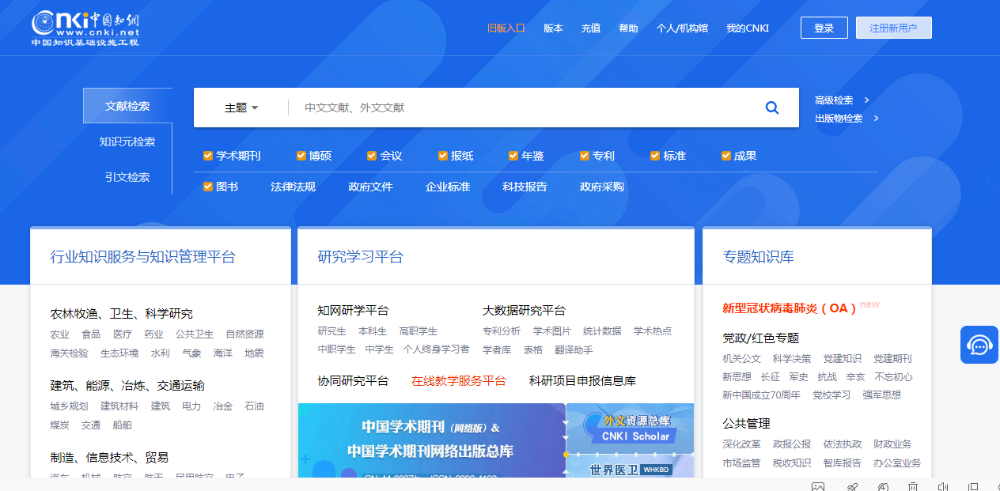 Cnki中国知网
www.cnki.net
中国知识基础设施工程
旧版入口 版本 充值 帮助 个人/机构馆 我的CNKI 登录 注册新用户
文献检索
知识元检索
引文检索
主题 中文文献、外文文献
高级检索 >
出版物检索 >
学术期刊 博硕 会议 报纸 年鉴 专利 标准 成果
图书 法律法规 政府文件 企业标准 科技报告 政府采购
行业知识服务与知识管理平台
农林牧渔、卫生、科学研究
农业 食品 医疗 药业 公共卫生 自然资源
海关检验 生态环境 水利 气象 海洋 地震
建筑、能源、冶炼、交通运输
城乡规划 建筑材料 建筑 电力 冶金 石油
煤炭 交通 船舶
制造、信息技术、贸易
汽车 机械 航空 航天 民用航空 电子
研究学习平台
知网研学平台
研究生 本科生 高职学生
中职学生 中学生 个人终身学习者
大数据研究平台
专利分析 学术图片 统计数据 学术热点
学者库 表格 翻译助手
协同研究平台 在线教学服务平台 科研项目申报信息库
中国学术期刊（网络版）&
中国学术期刊网络出版总库
外文资源总库
CNKI Scholar
世界医卫 WHKBD
专题知识库
新型冠状病毒肺炎（OA） new
党政/红色专题
机关公文 科学决策 党建知识 党建期刊
新思想 长征 军史 抗战 辛亥 不忘初心
新中国成立70周年 党校学习 强军思想
公共管理
深化改革 政报公报 依法执政 财政业务
市场监管 税收知识 智库报告 办公室业务